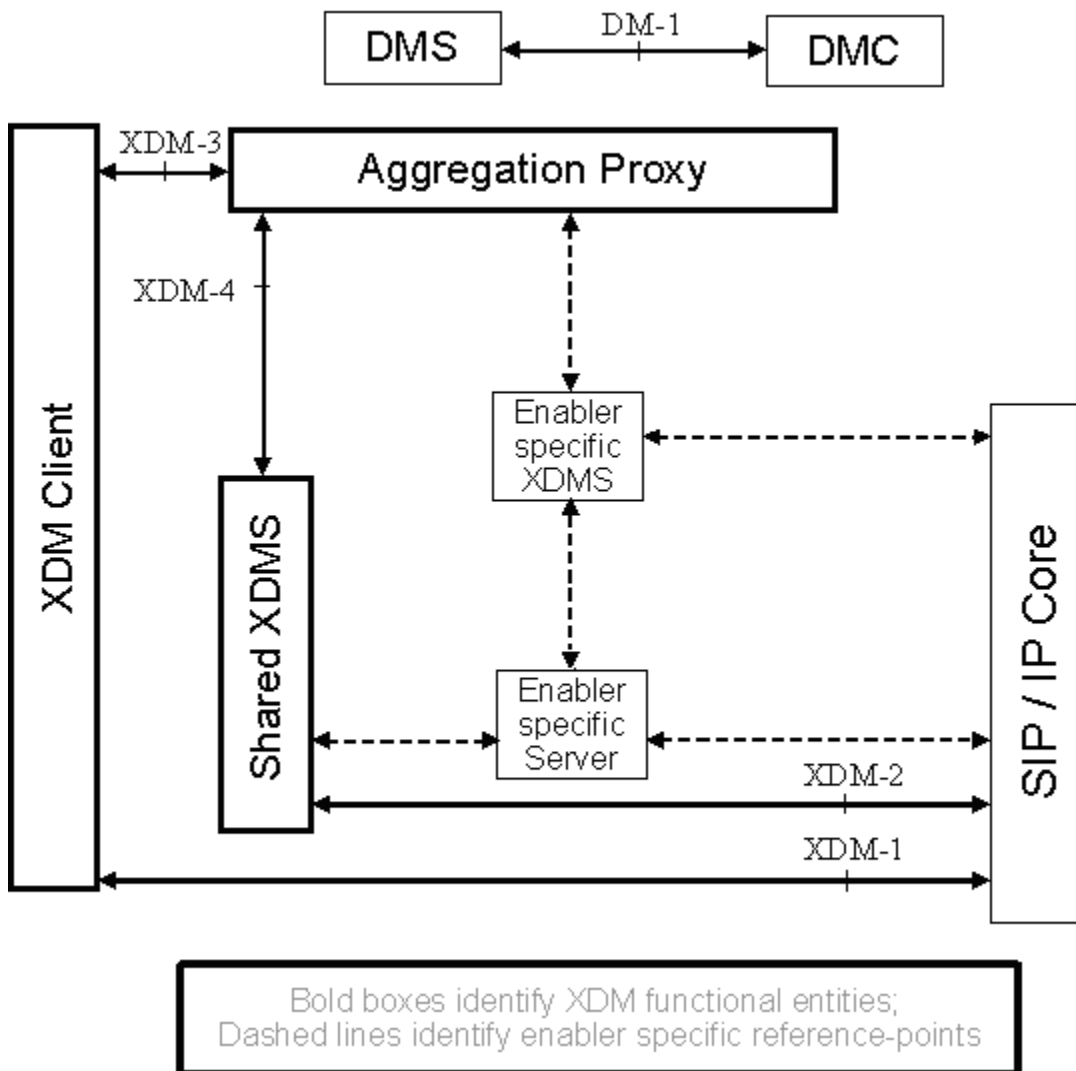 DMS
DM-1
DMC
XDM-3
Aggregation Proxy
XDM-4
XDM Client
Enabler
specific
XDMS
Shared XDMS
Enabler
specific
Server
SIP / IP Core
XDM-2
XDM-1
Bold boxes identify XDM functional entities;
Dashed lines identify enabler specific reference-points